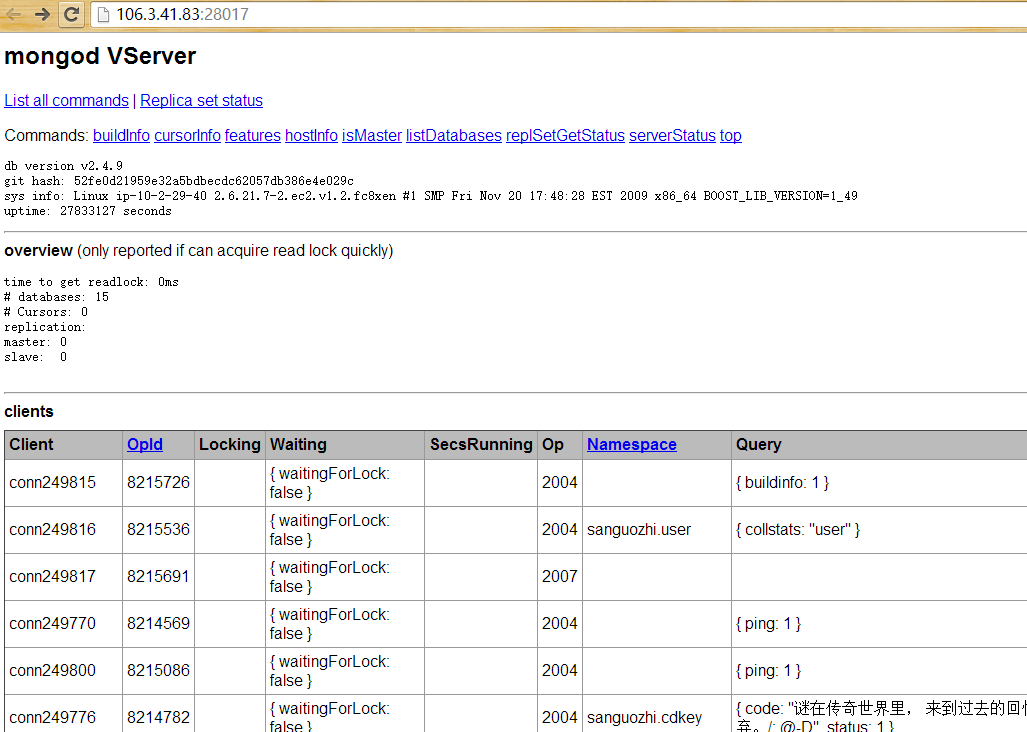 106.3.41.83:28017
mongod VServer
List all commands | Replica set status
Commands: buildInfo cursorInfo features hostInfo isMaster listDatabases replSetGetStatus serverStatus top
db version v2.4.9
git hash: 52fe0d21959e32a5bdbecdc62057db386e4e029c
sys info: Linux ip-10-2-29-40 2.6.21.7-2.ec2.v1.2.fc8xen #1 SMP Fri Nov 20 17:48:28 EST 2009 x86_64 BOOST_LIB_VERSION=1_49
uptime: 27833127 seconds
overview (only reported if can acquire read lock quickly)
time to get readlock: 0ms
# databases: 15
# Cursors: 0
replication:
master: 0
slave: 0
clients
Client OpId Locking Waiting SecsRunning Op Namespace Query
conn249815 8215726 { waitingForLock: false } 2004 { buildinfo: 1 }
conn249816 8215536 { waitingForLock: false } 2004 sanguozhi.user { collstats: "user" }
conn249817 8215691 { waitingForLock: false } 2007
conn249770 8214569 { waitingForLock: false } 2004 { ping: 1 }
conn249800 8215086 { waitingForLock: false } 2004 { ping: 1 }
conn249776 8214782 { waitingForLock: false } 2004 sanguozhi.cdkey { code: "谜在传奇世界里， 来到过去的回忆 弃。/: @-D", status: 1 }